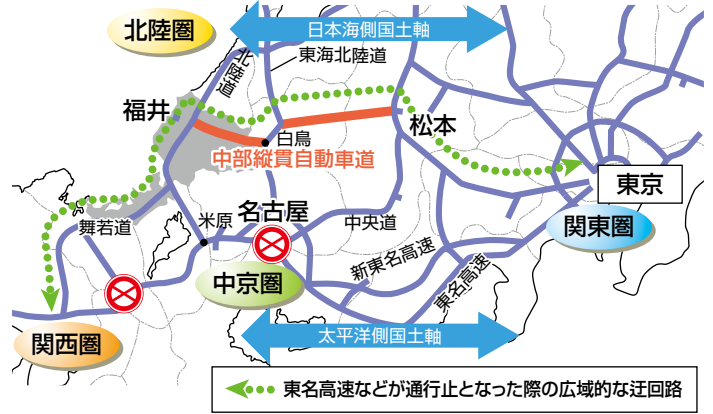 北陸圏
日本海側国土軸
北陸道
東海北陸道
福井
白鳥
松本
中部縦貫自動車道
東京
舞若道
米原
名古屋
中央道
関東圏
新東名高速
東名高速
中京圏
関西圏
太平洋側国土軸
東名高速などが通行止となった際の広域的な迂回路